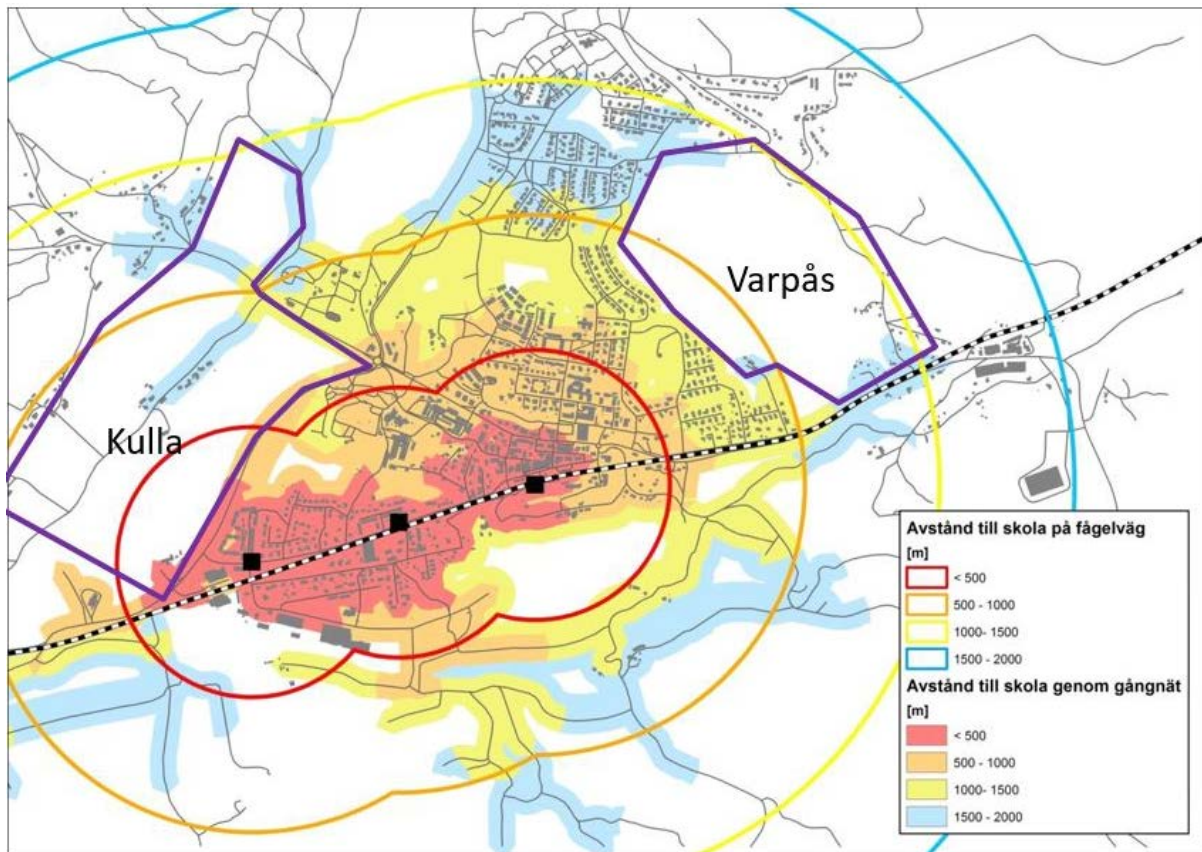 Varpås
Kulla
Avstånd till skola på fågelväg
[m]
< 500
500 - 1000
1000- 1500
1500 - 2000
Avstånd till skola genom gångnät
[m]
< 500
500 - 1000
1000- 1500
1500 - 2000